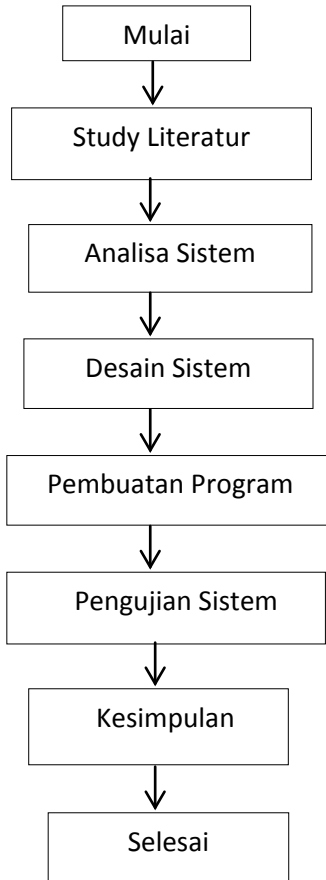 Mulai
Study Literatur
Analisa Sistem
Desain Sistem
Pembuatan Program
Pengujian Sistem
Kesimpulan
Selesai